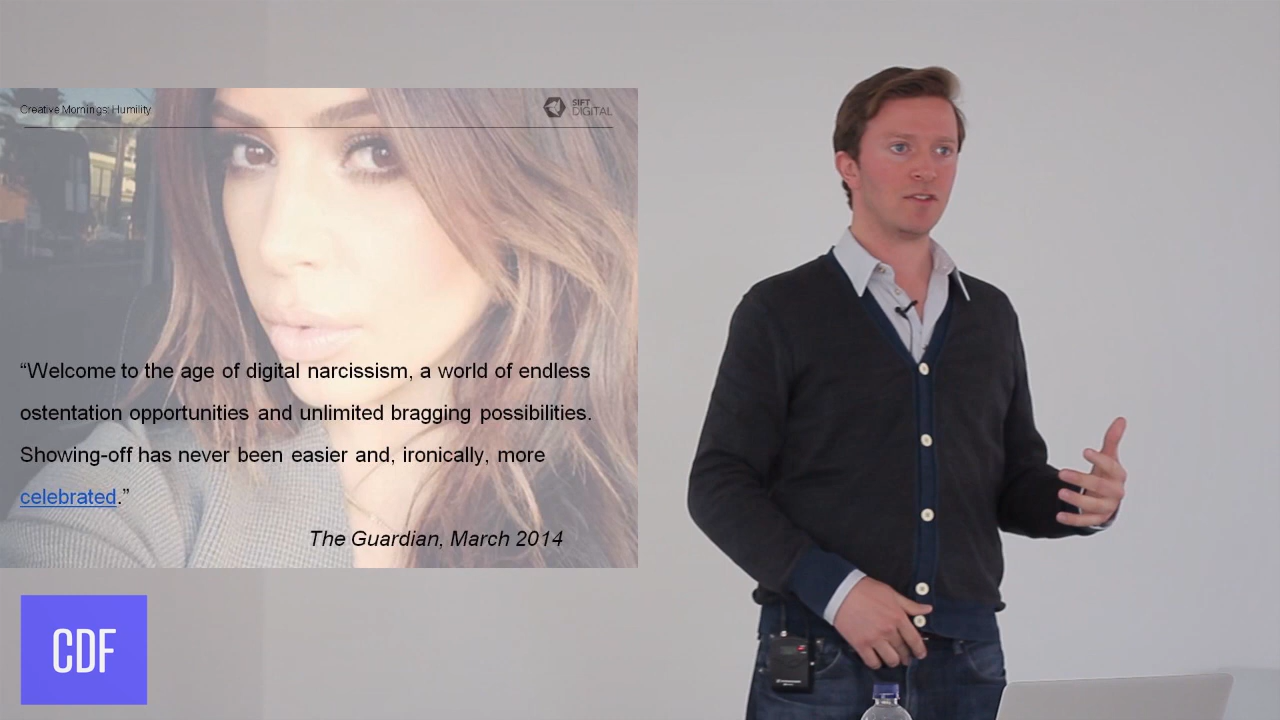 Creative Mornings: Humility
SIFT
DIGITAL
“Welcome to the age of digital narcissism, a world of endless
ostentation opportunities and unlimited bragging possibilities.
Showing-off has never been easier and, ironically, more
celebrated.”
The Guardian, March 2014
CDF